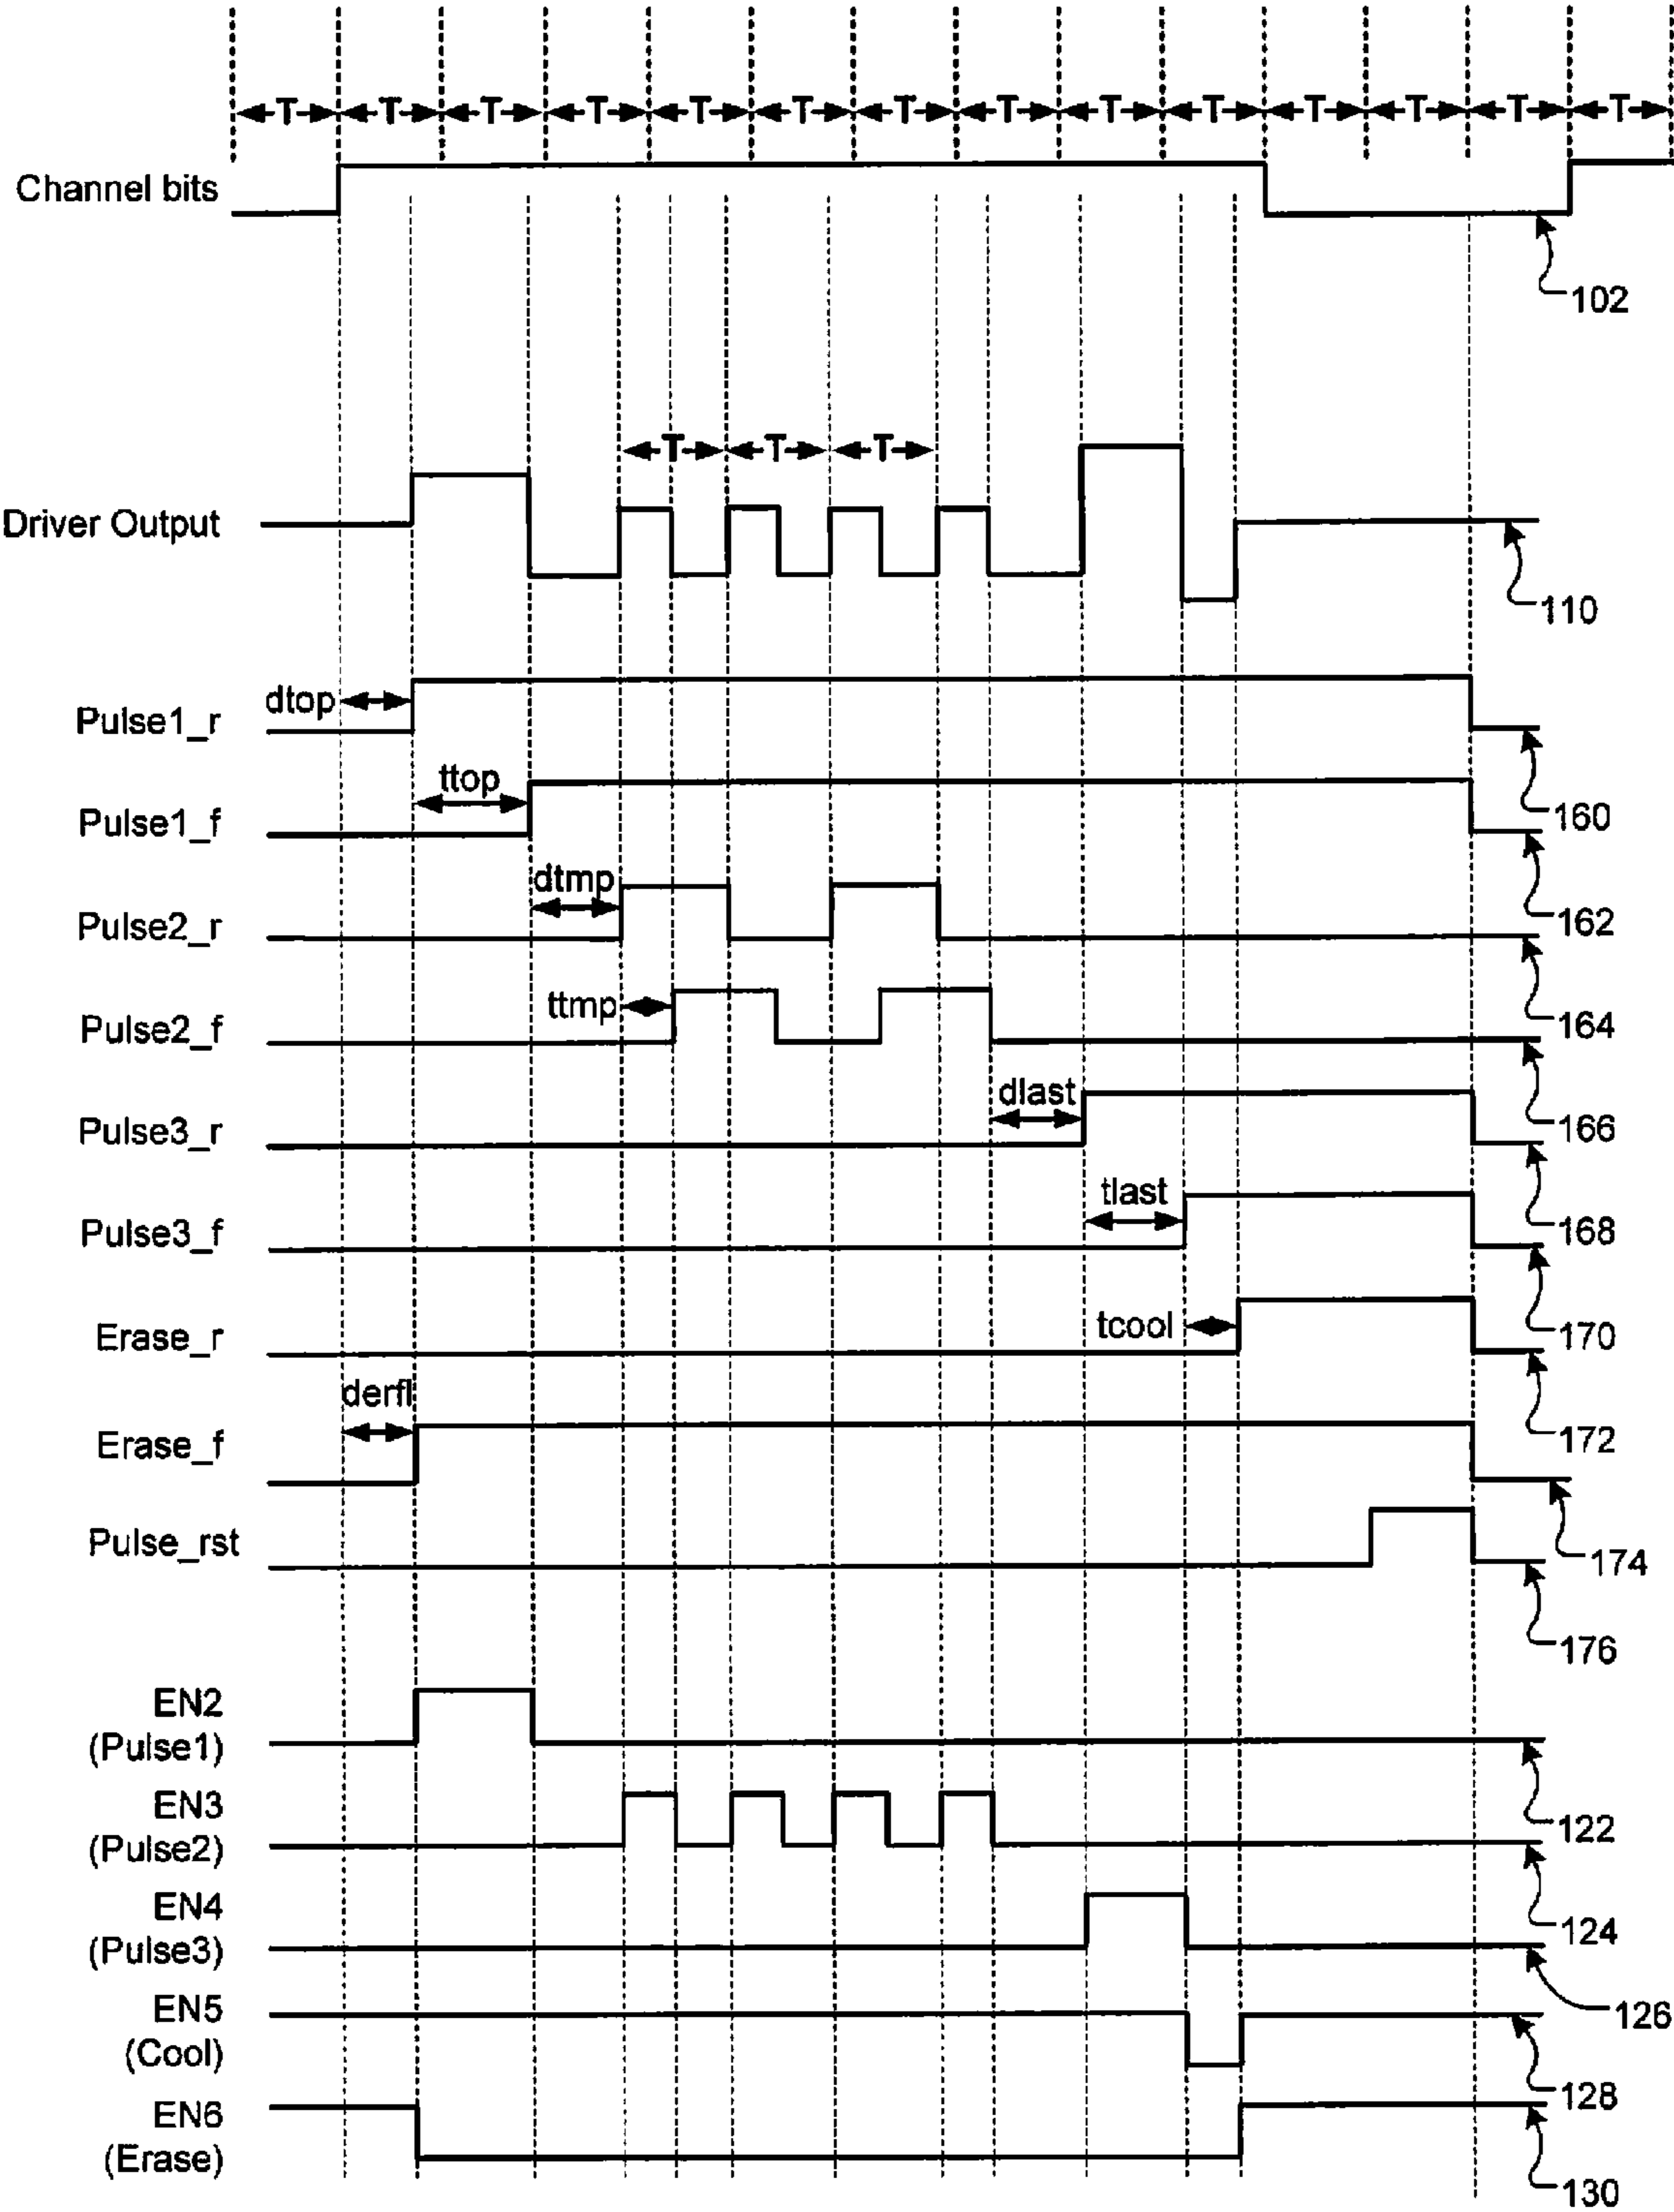 T T T T T T T T T T T T T T
Channel bits
102
T T T
Driver Output
110
dtop
Pulse1_r
160
ttop
Pulse1_f
162
dtmp
Pulse2_r
164
ttmp
Pulse2_f
166
dlast
Pulse3_r
168
tlast
Pulse3_f
170
tcool
Erase_r
172
derfl
Erase_f
174
Pulse_rst
176
EN2
(Pulse1)
122
EN3
(Pulse2)
124
EN4
(Pulse3)
126
EN5
(Cool)
128
EN6
(Erase)
130